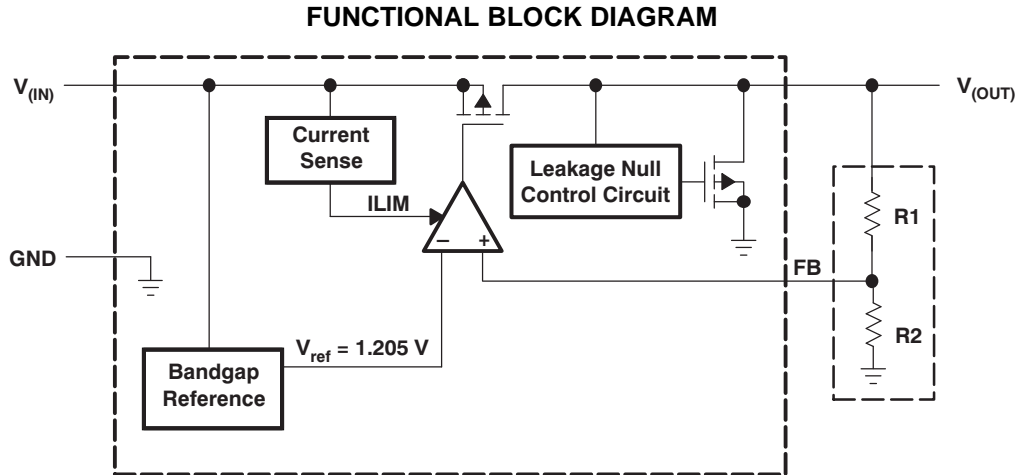 FUNCTIONAL BLOCK DIAGRAM
V(IN)
V(OUT)
Current
Sense
Leakage Null
Control Circuit
ILIM
R1
– +
GND
FB
Vref = 1.205 V
R2
Bandgap
Reference